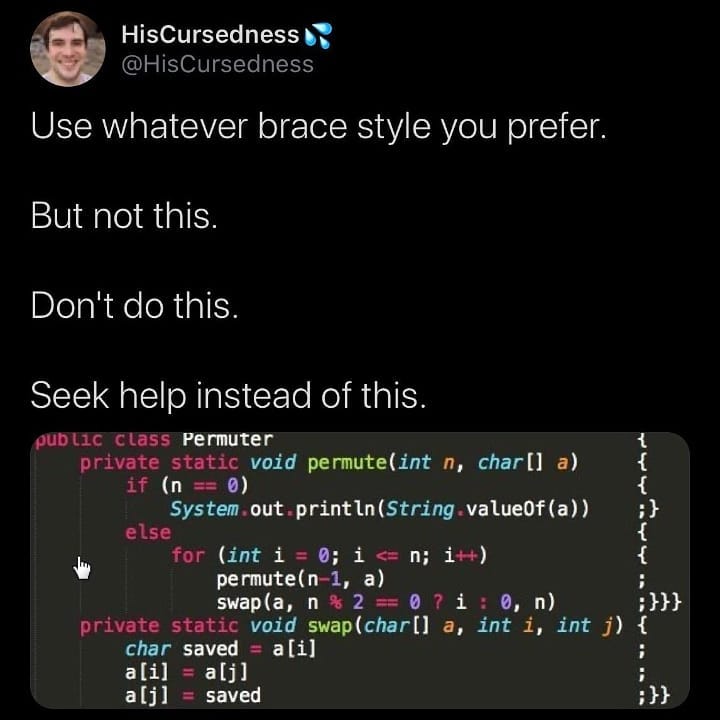 HisCursedness💦
@HisCursedness
Use whatever brace style you prefer.
But not this.
Don't do this.
Seek help instead of this.
public class Permuter {
private static void permute(int n, char[] a) {
if (n == 0) {
System.out.println(String.valueOf(a)) ;}
else {
for (int i = 0; i <= n; i++) {
permute(n-1, a) ;
swap(a, n % 2 == 0 ? i : 0, n) ;}}}
private static void swap(char[] a, int i, int j) {
char saved = a[i] ;
a[i] = a[j] ;
a[j] = saved ;}}